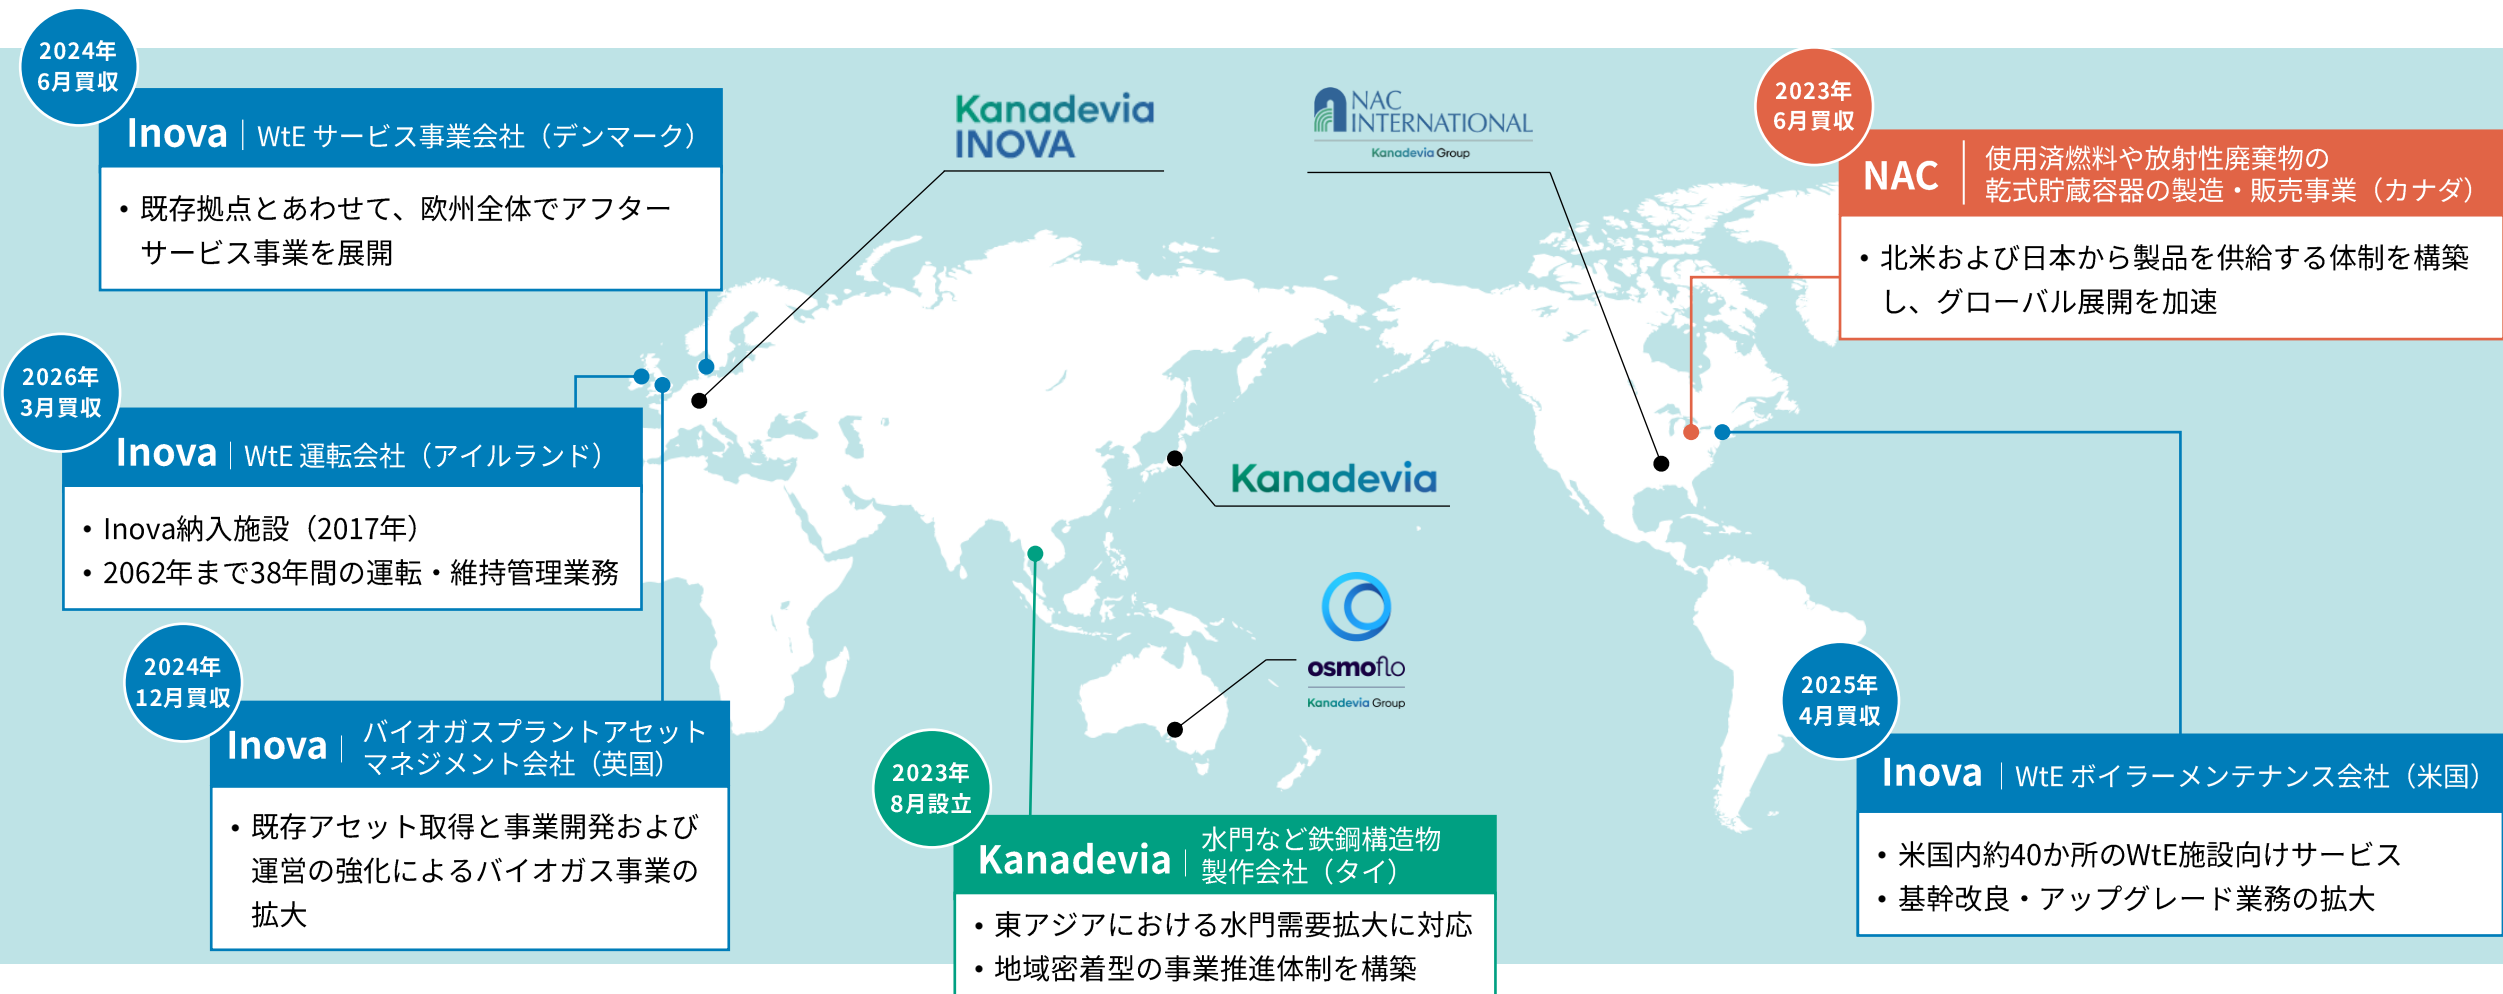 2024年
6月買収
Inova WtE サービス事業会社（デンマーク）
• 既存拠点とあわせて、欧州全体でアフター
サービス事業を展開
2026年
3月買収
Inova WtE 運転会社（アイルランド）
• Inova納入施設（2017年）
• 2062年まで38年間の運転・維持管理業務
2024年
12月買収
Inova バイオガスプラントアセット
マネジメント会社（英国）
• 既存アセット取得と事業開発および
運営の強化によるバイオガス事業の
拡大
Kanadevia
INOVA
NAC
INTERNATIONAL
Kanadevia Group
Kanadevia
osmoflo
Kanadevia Group
2023年
8月設立
Kanadevia 水門など鉄鋼構造物
製作会社（タイ）
• 東アジアにおける水門需要拡大に対応
• 地域密着型の事業推進体制を構築
2023年
6月買収
NAC 使用済燃料や放射性廃棄物の
乾式貯蔵容器の製造・販売事業（カナダ）
• 北米および日本から製品を供給する体制を構築
し、グローバル展開を加速
2025年
4月買収
Inova WtE ボイラーメンテナンス会社（米国）
• 米国内約40か所のWtE施設向けサービス
• 基幹改良・アップグレード業務の拡大